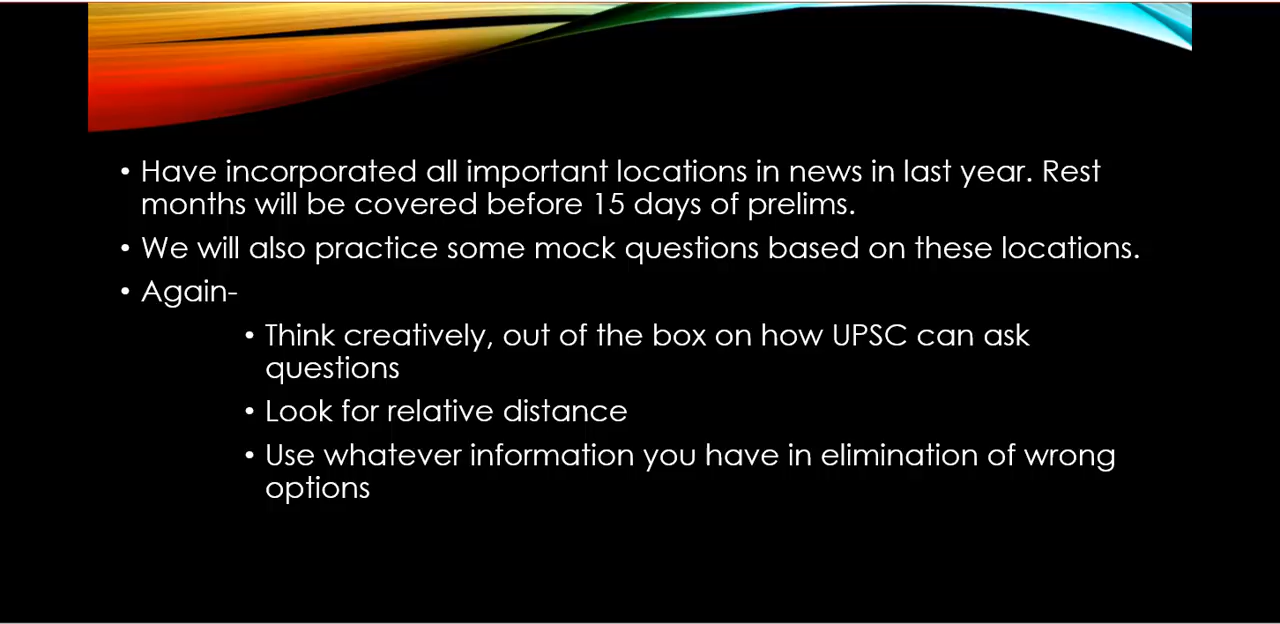 • Have incorporated all important locations in news in last year. Rest
months will be covered before 15 days of prelims.
• We will also practice some mock questions based on these locations.
• Again-
• Think creatively, out of the box on how UPSC can ask
questions
• Look for relative distance
• Use whatever information you have in elimination of wrong
options